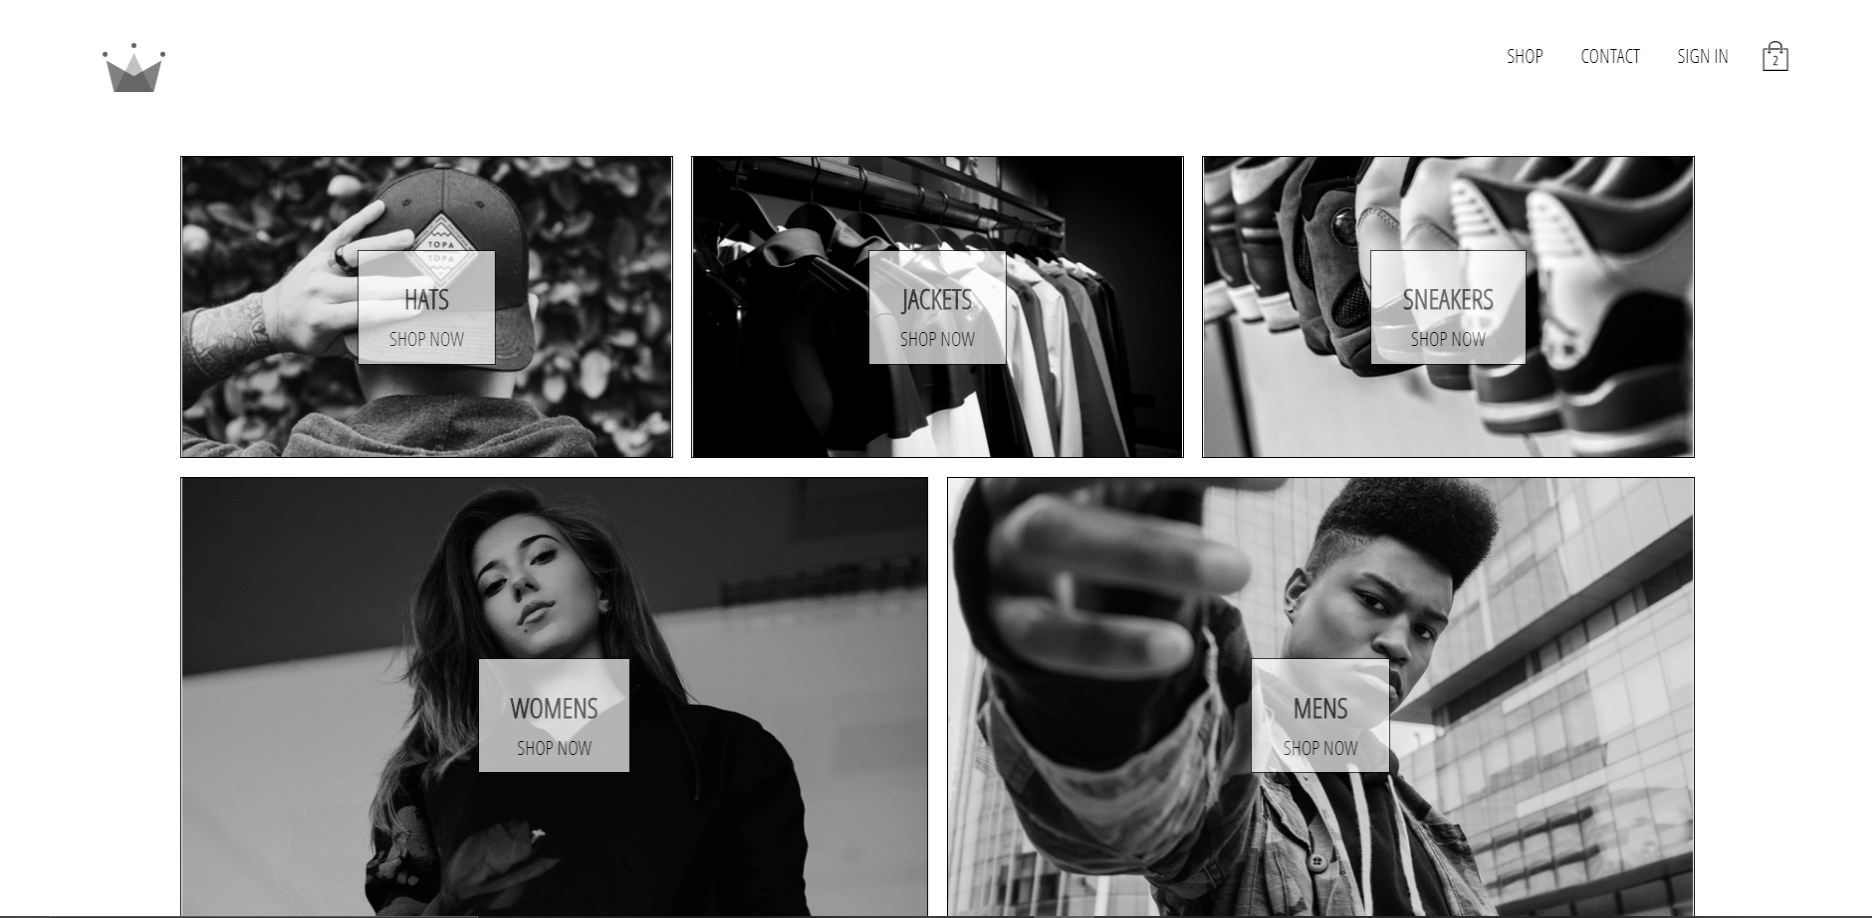 SHOP CONTACT SIGN IN 2
TOPA
TOPA
HATS
SHOP NOW
JACKETS
SHOP NOW
SNEAKERS
SHOP NOW
WOMENS
SHOP NOW
MENS
SHOP NOW